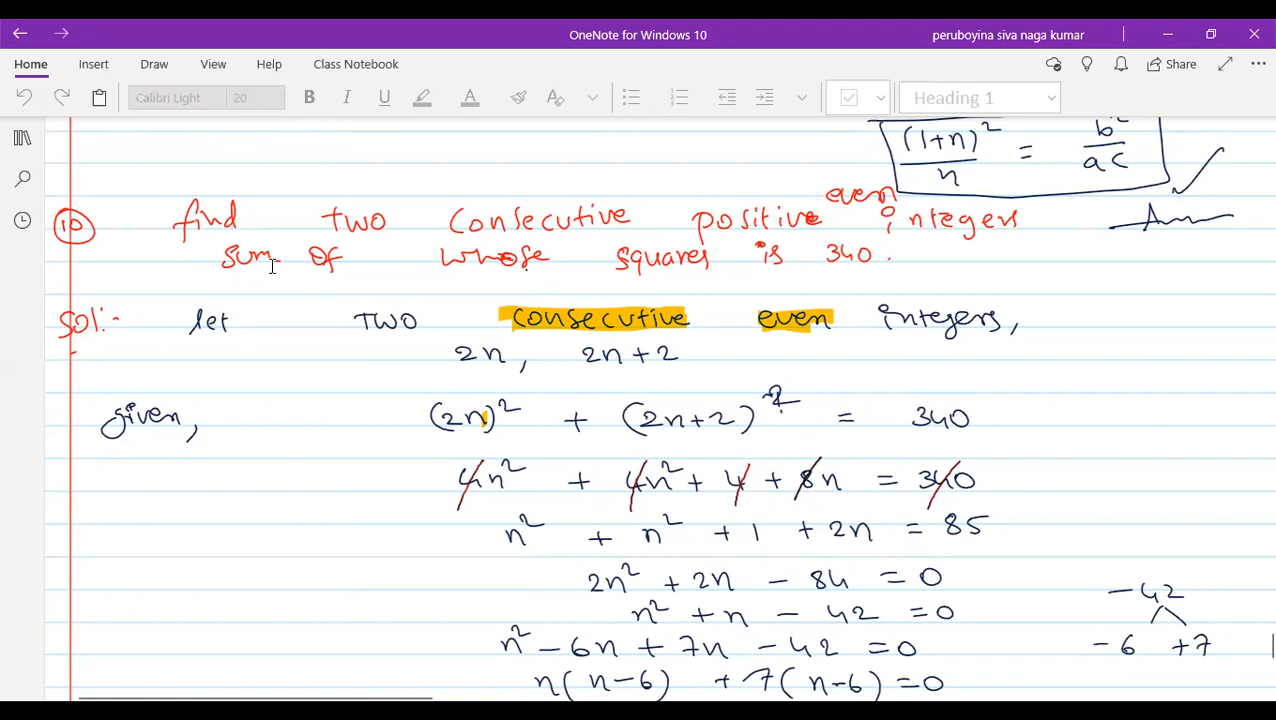 OneNote for Windows 10
peruboyina siva naga kumar
Home Insert Draw View Help Class Notebook Share
Calibri Light 20 B I U A Heading 1
(1+n)² / n = b² / ac
Ans
10 find two consecutive positive even integers
sum of whose squares is 340.
Sol:- let two consecutive even integers,
2n, 2n+2
given, (2n)² + (2n+2)² = 340
4n² + 4n² + 4 + 8n = 340
n² + n² + 1 + 2n = 85
2n² + 2n - 84 = 0
n² + n - 42 = 0
-42
n² - 6n + 7n - 42 = 0
-6 +7
n(n-6) + 7(n-6) = 0